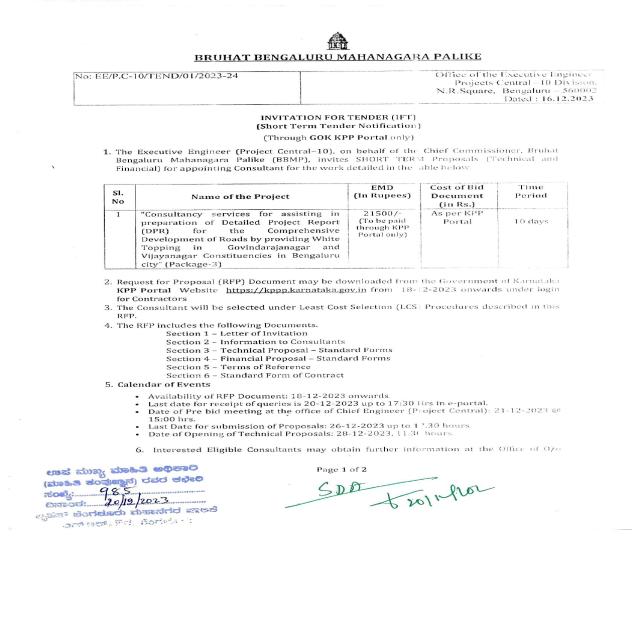 BRUHAT BENGALURU MAHANAGARA PALIKE
No: EE/P.C-10/TEND/01/2023-24
Office of the Executive Engineer
Projects Central – 10 Division,
N.R.Square, Bengaluru – 560002
Dated : 16.12.2023
INVITATION FOR TENDER (IFT)
(Short Term Tender Notification)
(Through GOK KPP Portal only)
1. The Executive Engineer (Project Central–10), on behalf of the Chief Commissioner, Bruhat
Bengaluru Mahanagara Palike (BBMP), invites SHORT TERM Proposals (Technical and
Financial) for appointing Consultant for the work detailed in the table below
Sl. No
Name of the Project
EMD (In Rupees)
Cost of Bid Document (in Rs.)
Time Period
1
"Consultancy services for assisting in
preparation of Detailed Project Report
(DPR) for the Comprehensive
Development of Roads by providing White
Topping in Govindarajanagar and
Vijayanagar Constituencies in Bengaluru
city" (Package-3)
21500/-
(To be paid
through KPP
Portal only)
As per KPP
Portal
10 days
2. Request for Proposal (RFP) Document may be downloaded from the Government of Karnataka
KPP Portal Website https://kppp.karnataka.gov.in from 18-12-2023 onwards under login
for Contractors
3. The Consultant will be selected under Least Cost Selection (LCS) Procedures described in this
RFP.
4. The RFP includes the following Documents.
Section 1 – Letter of Invitation
Section 2 – Information to Consultants
Section 3 – Technical Proposal – Standard Forms
Section 4 – Financial Proposal – Standard Forms
Section 5 – Terms of Reference
Section 6 – Standard Form of Contract
5. Calendar of Events
• Availability of RFP Document: 18-12-2023 onwards
• Last date for receipt of queries is 20-12-2023 up to 17:30 Hrs in e-portal.
• Date of Pre bid meeting at the office of Chief Engineer (Project Central): 21-12-2023 @
15:00 hrs.
• Last Date for submission of Proposals: 26-12-2023 up to .30 hours
• Date of Opening of Technical Proposals: 28-12-2023, 11.30 hours
6. Interested Eligible Consultants may obtain further information at the Office of O/o
Page 1 of 2
ಉಪ ಮುಖ್ಯ ಮಾಹಿತಿ ಅಧಿಕಾರಿ
(ಮಾಹಿತಿ ತಂತ್ರಜ್ಞಾನ) ರವರ ಕಛೇರಿ
ಸಂಖ್ಯೆ: 985
ದಿನಾಂಕ: 20/12/2023
ಬೃಹತ್ ಬೆಂಗಳೂರು ಮಹಾನಗರ ಪಾಲಿಕೆ
SDA